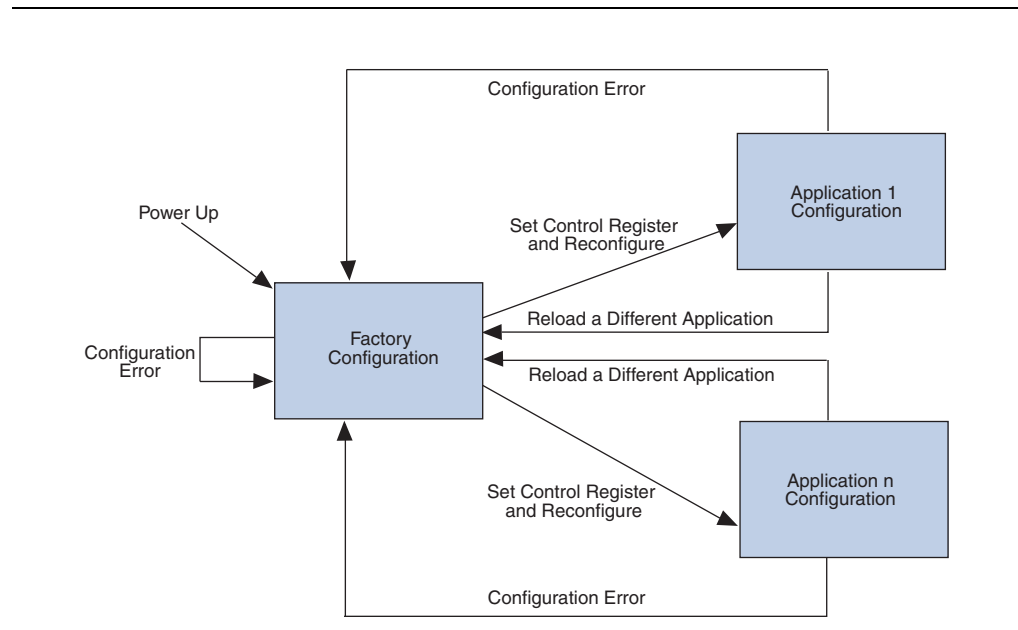 Configuration Error
Application 1
Configuration
Power Up
Set Control Register
and Reconfigure
Reload a Different Application
Factory
Configuration
Configuration
Error
Reload a Different Application
Application n
Configuration
Set Control Register
and Reconfigure
Configuration Error